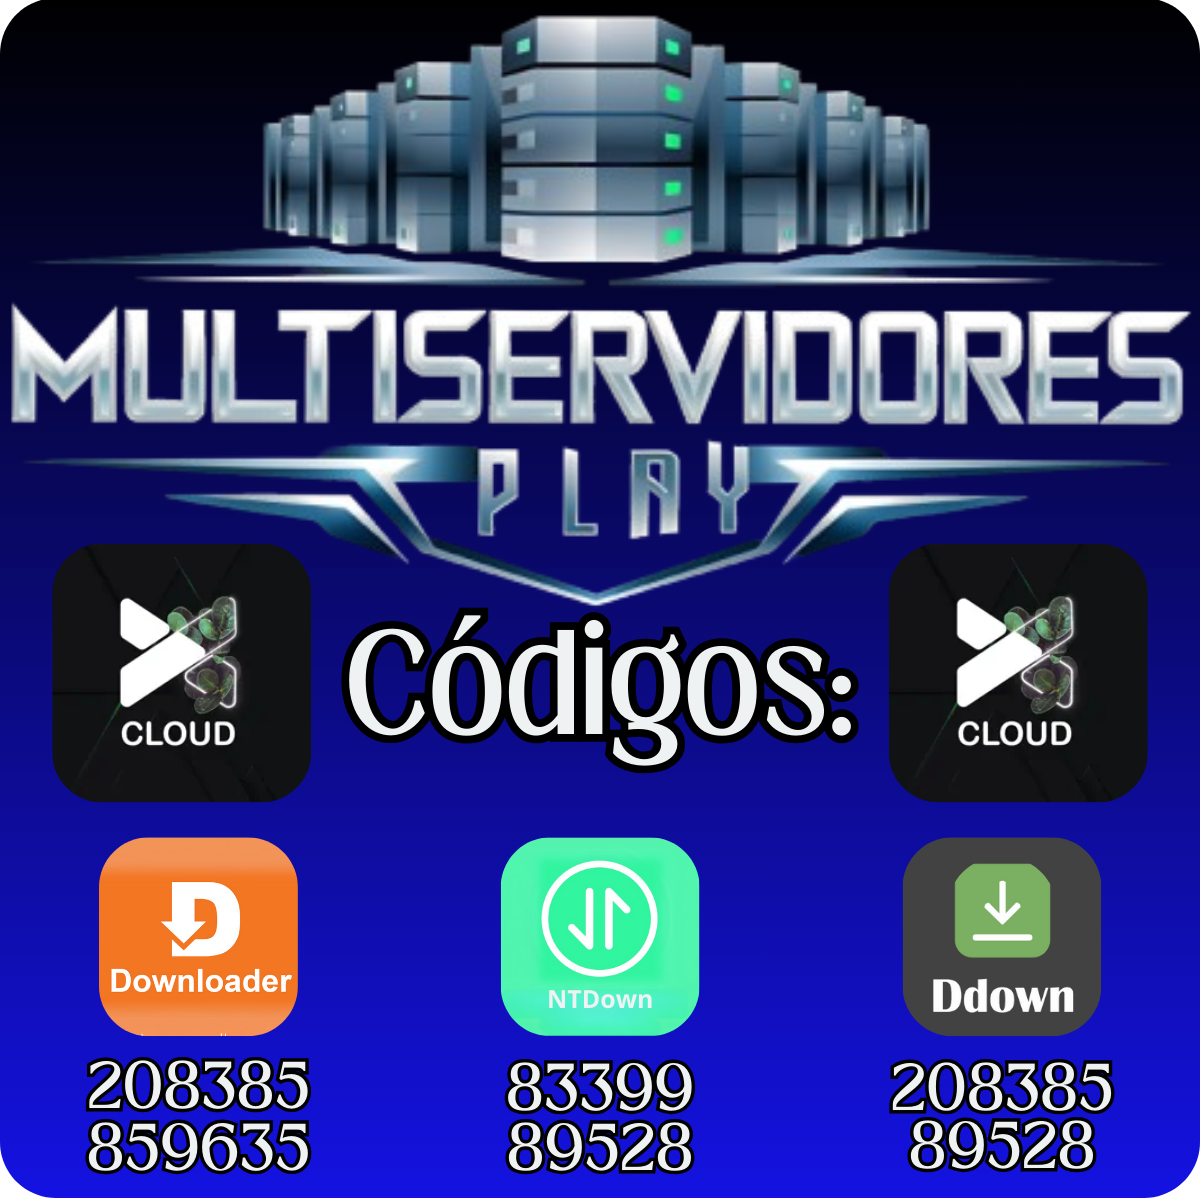 MULTISERVIDORES
PLAY
CLOUD
Códigos:
CLOUD
Downloader
NTDown
Ddown
208385
859635
83399
89528
208385
89528